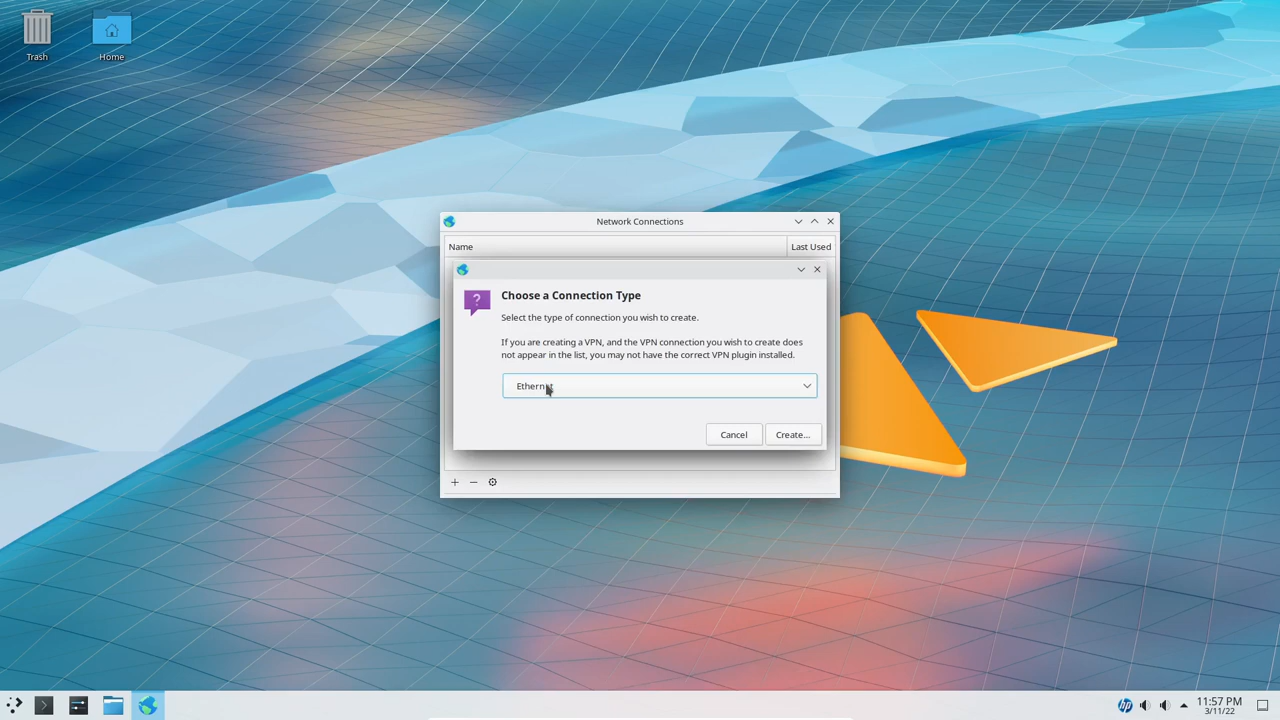 Trash
Home
Network Connections
Name
Last Used
?
Choose a Connection Type
Select the type of connection you wish to create.
If you are creating a VPN, and the VPN connection you wish to create does
not appear in the list, you may not have the correct VPN plugin installed.
Ethernet
Cancel
Create...
+
−
>
hp
11:57 PM
3/11/22